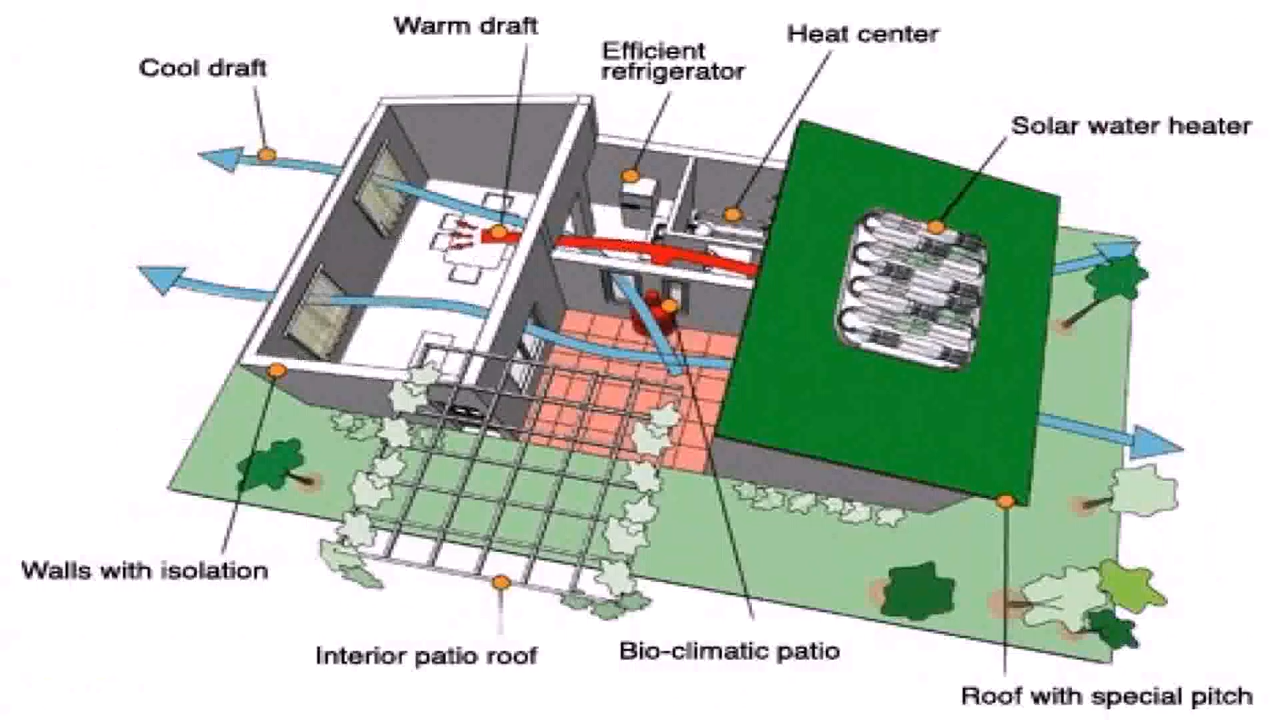 Warm draft
Heat center
Efficient
refrigerator
Cool draft
Solar water heater
Walls with isolation
Interior patio roof
Bio-climatic patio
Roof with special pitch